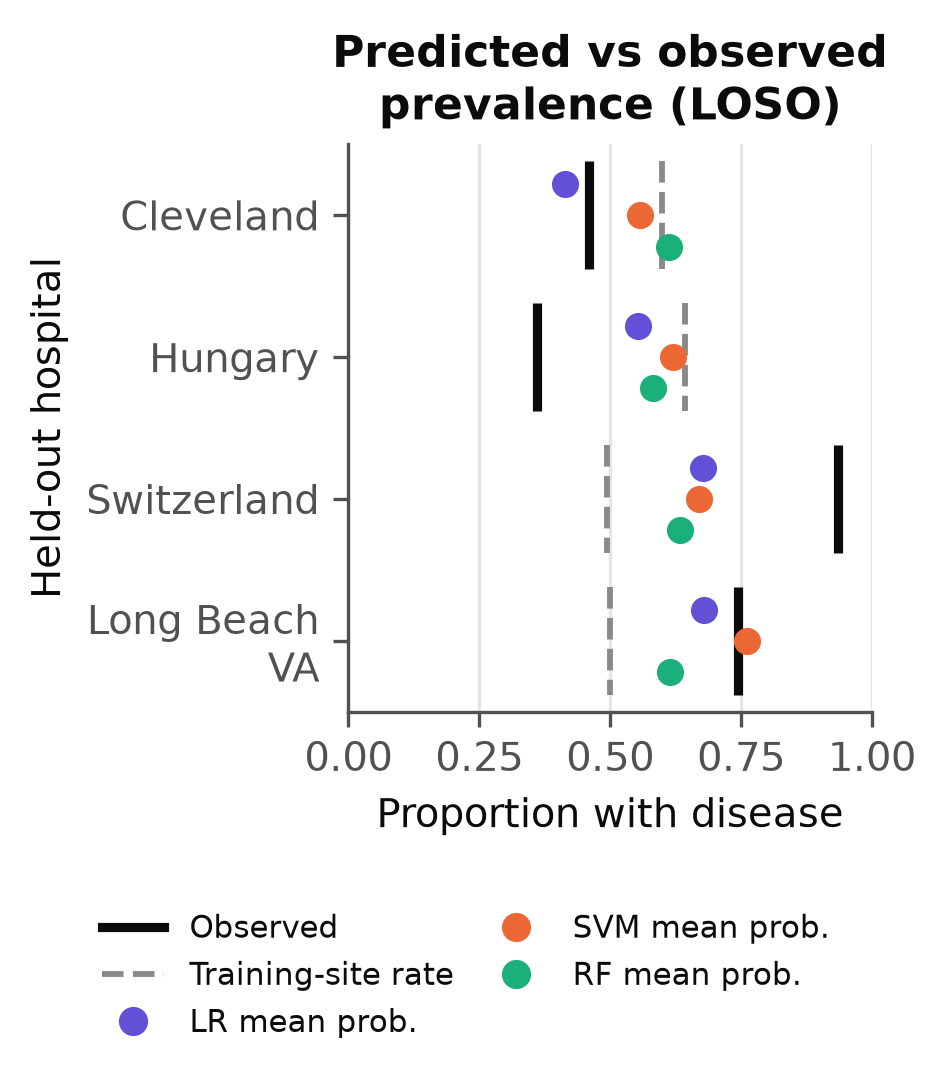 Predicted vs observed
prevalence (LOSO)
Held-out hospital
Cleveland
Hungary
Switzerland
Long Beach
VA
0.00 0.25 0.50 0.75 1.00
Proportion with disease
Observed
Training-site rate
LR mean prob.
SVM mean prob.
RF mean prob.